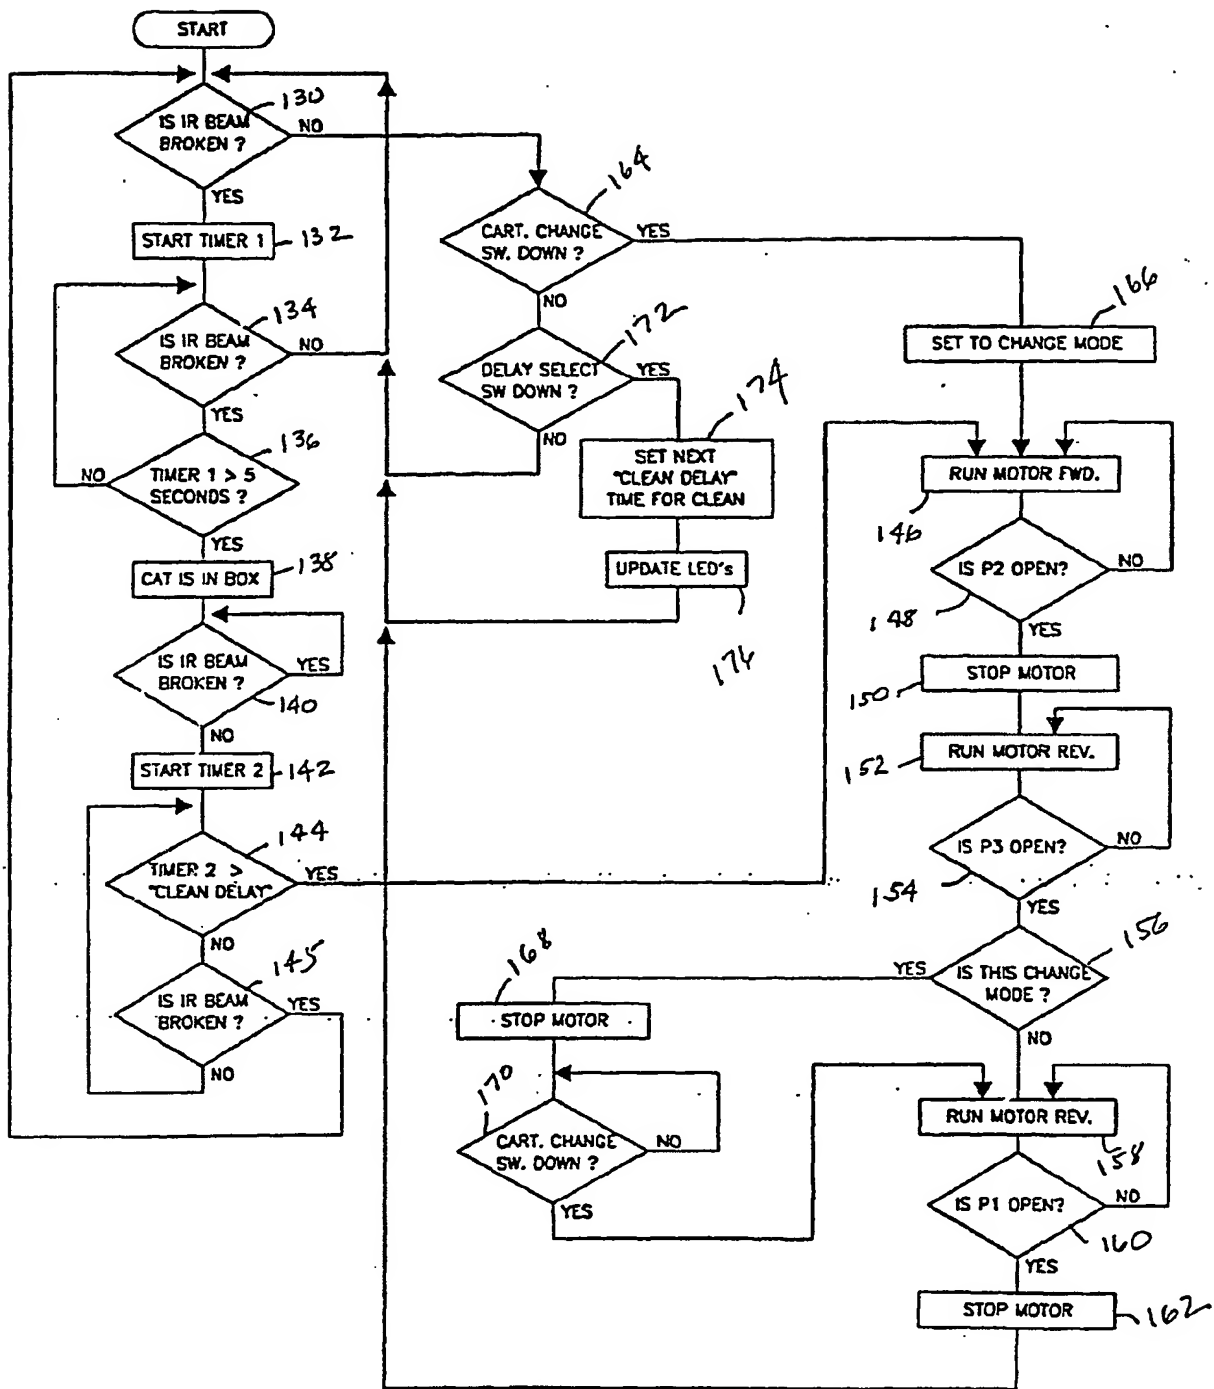 START
IS IR BEAM
BROKEN ?
130
NO
YES
START TIMER 1
132
IS IR BEAM
BROKEN ?
134
NO
YES
TIMER 1 > 5
SECONDS ?
136
NO
YES
CAT IS IN BOX
138
IS IR BEAM
BROKEN ?
YES
140
NO
START TIMER 2
142
TIMER 2 >
"CLEAN DELAY"
144
YES
NO
IS IR BEAM
BROKEN ?
145
YES
NO
CART. CHANGE
SW. DOWN ?
164
YES
NO
DELAY SELECT
SW DOWN ?
172
YES
NO
SET NEXT
"CLEAN DELAY"
TIME FOR CLEAN
174
UPDATE LED's
176
SET TO CHANGE MODE
166
RUN MOTOR FWD.
146
IS P2 OPEN?
NO
148
YES
STOP MOTOR
150
RUN MOTOR REV.
152
IS P3 OPEN?
NO
154
YES
IS THIS CHANGE
MODE ?
156
YES
NO
STOP MOTOR
168
CART. CHANGE
SW. DOWN ?
170
NO
YES
RUN MOTOR REV.
158
IS P1 OPEN?
NO
160
YES
STOP MOTOR
162